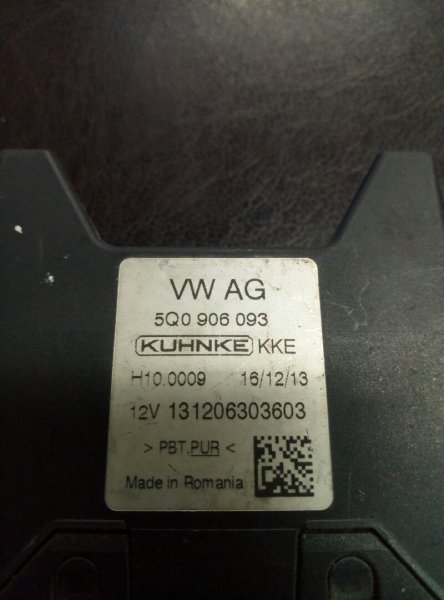 VW AG
5Q0 906 093
KUHNKE KKE
H10.0009 16/12/13
12V 131206303603
> PBT,PUR <
Made in Romania